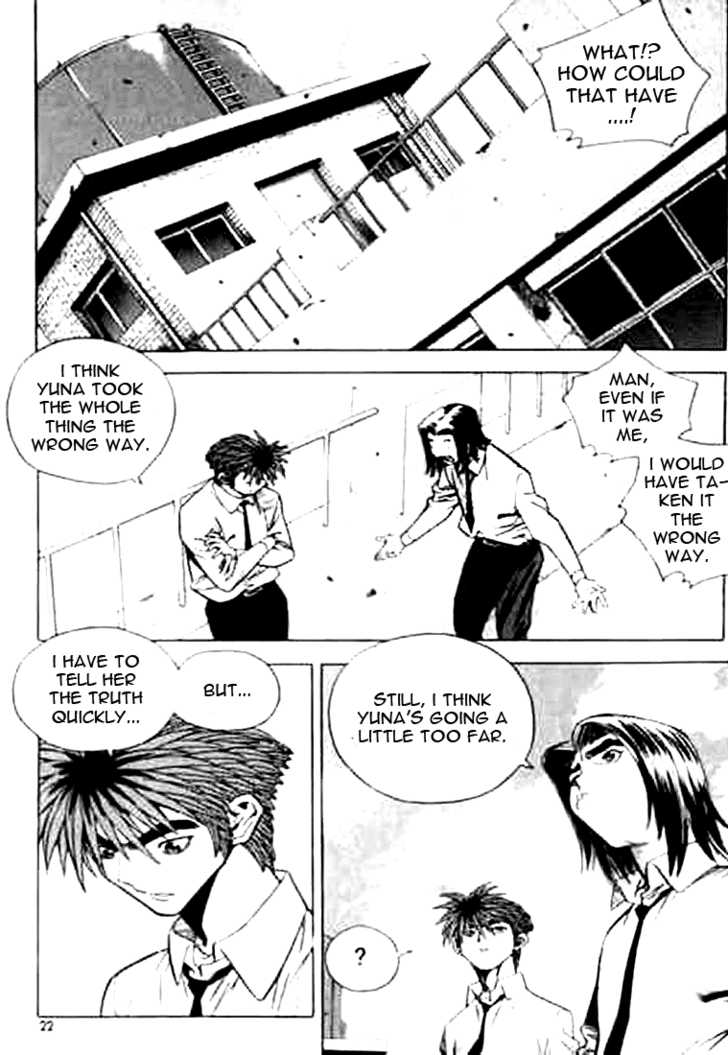 WHAT!?
HOW COULD
THAT HAVE
....!
I THINK
YUNA TOOK
THE WHOLE
THING THE
WRONG WAY.
MAN,
EVEN IF
IT WAS
ME,
I WOULD
HAVE TA-
KEN IT
THE
WRONG
WAY.
I HAVE TO
TELL HER
THE TRUTH
QUICKLY...
BUT...
STILL, I THINK
YUNA'S GOING A
LITTLE TOO FAR.
?
22